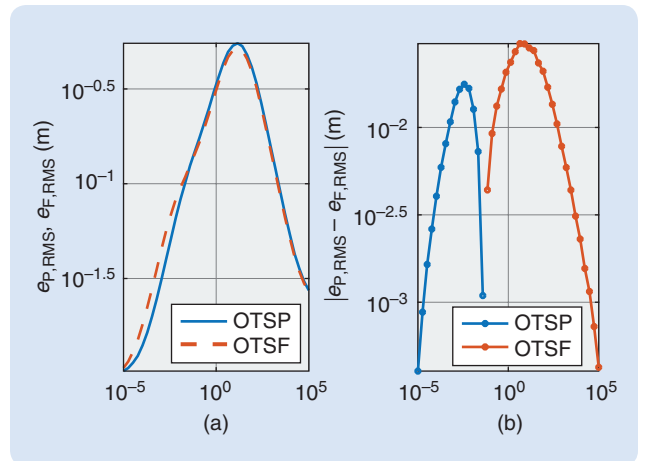 e_P,RMS, e_F,RMS (m)
10^−0.5
10^−1
10^−1.5
OTSP
OTSF
10^−5
10^0
10^5
(a)
|e_P,RMS − e_F,RMS| (m)
10^−2
10^−2.5
10^−3
OTSP
OTSF
10^−5
10^0
10^5
(b)